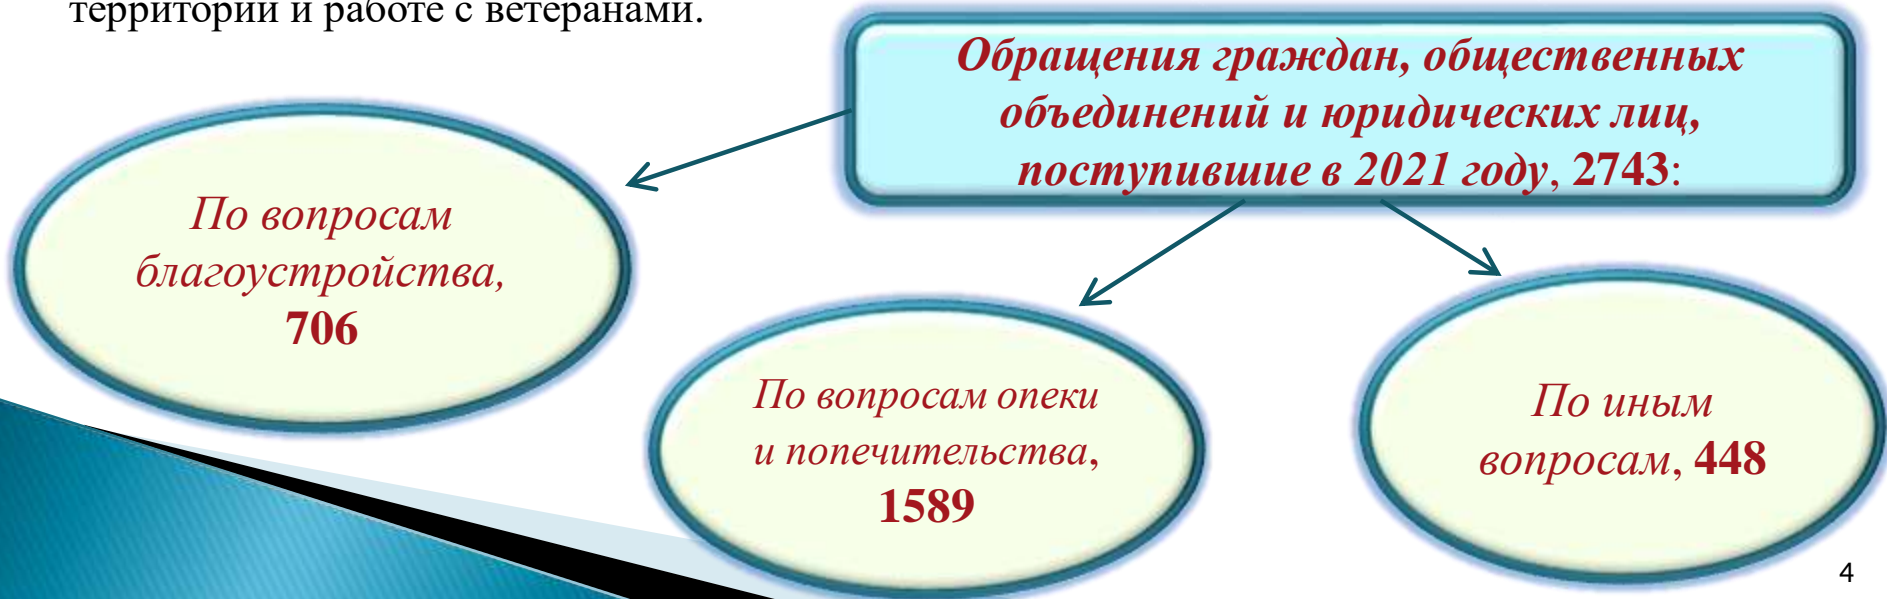 территорий и работе с ветеранами.
Обращения граждан, общественных
объединений и юридических лиц,
поступившие в 2021 году, 2743:
По вопросам
благоустройства,
706
По вопросам опеки
и попечительства,
1589
По иным
вопросам, 448
4